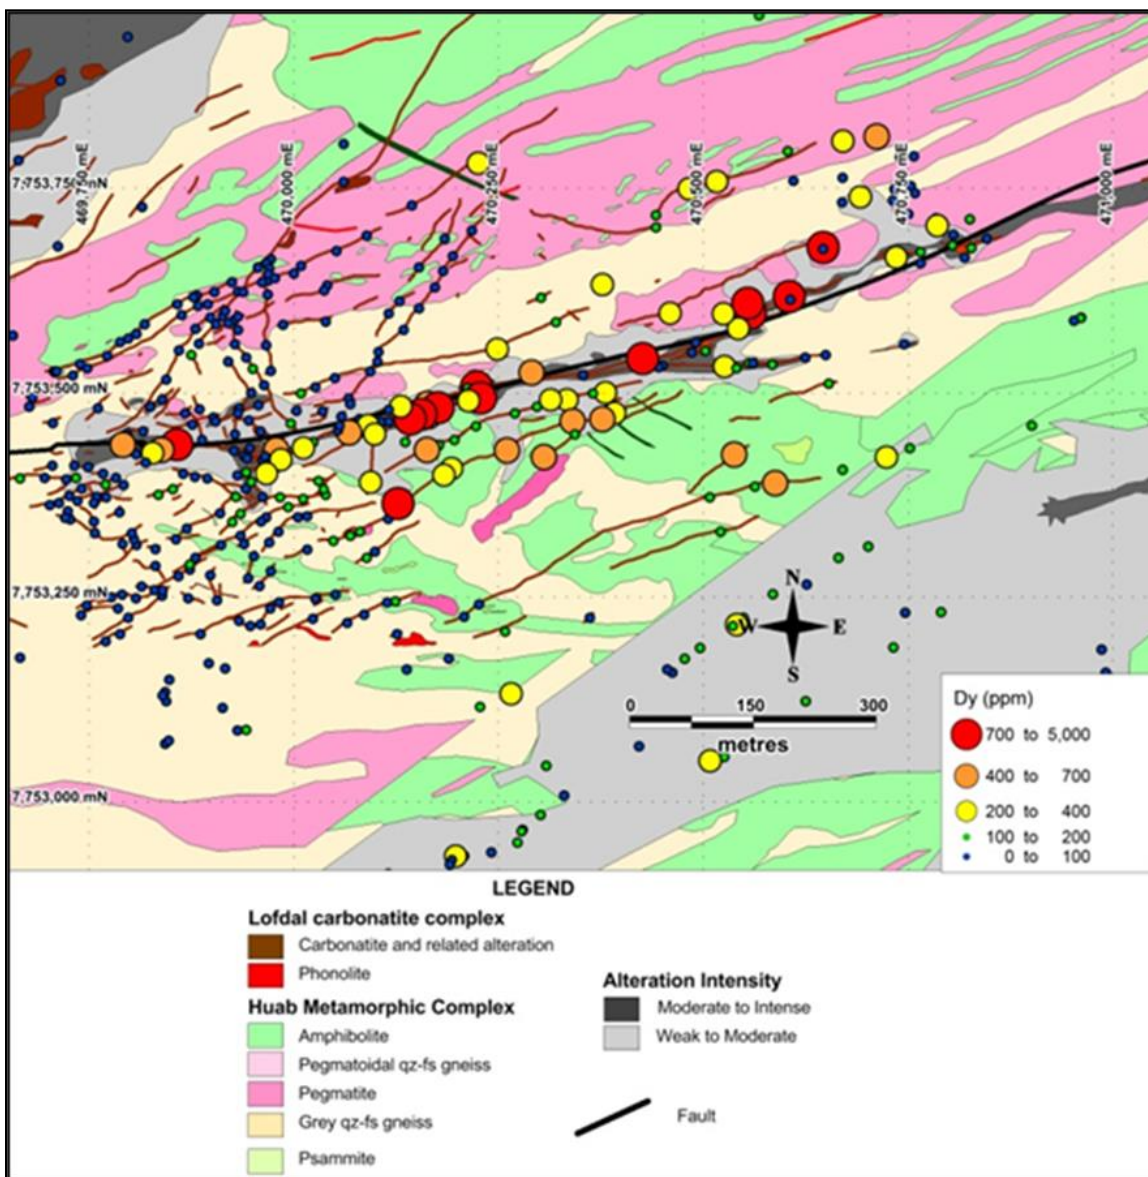 469,750 mE
470,000 mE
470,250 mE
470,500 mE
470,750 mE
471,000 mE
7,753,750 mN
7,753,500 mN
7,753,250 mN
7,753,000 mN
N
W E
S
0 150 300
metres
Dy (ppm)
700 to 5,000
400 to 700
200 to 400
100 to 200
0 to 100
LEGEND
Lofdal carbonatite complex
Carbonatite and related alteration
Phonolite
Huab Metamorphic Complex
Amphibolite
Pegmatoidal qz-fs gneiss
Pegmatite
Grey qz-fs gneiss
Psammite
Alteration Intensity
Moderate to Intense
Weak to Moderate
Fault